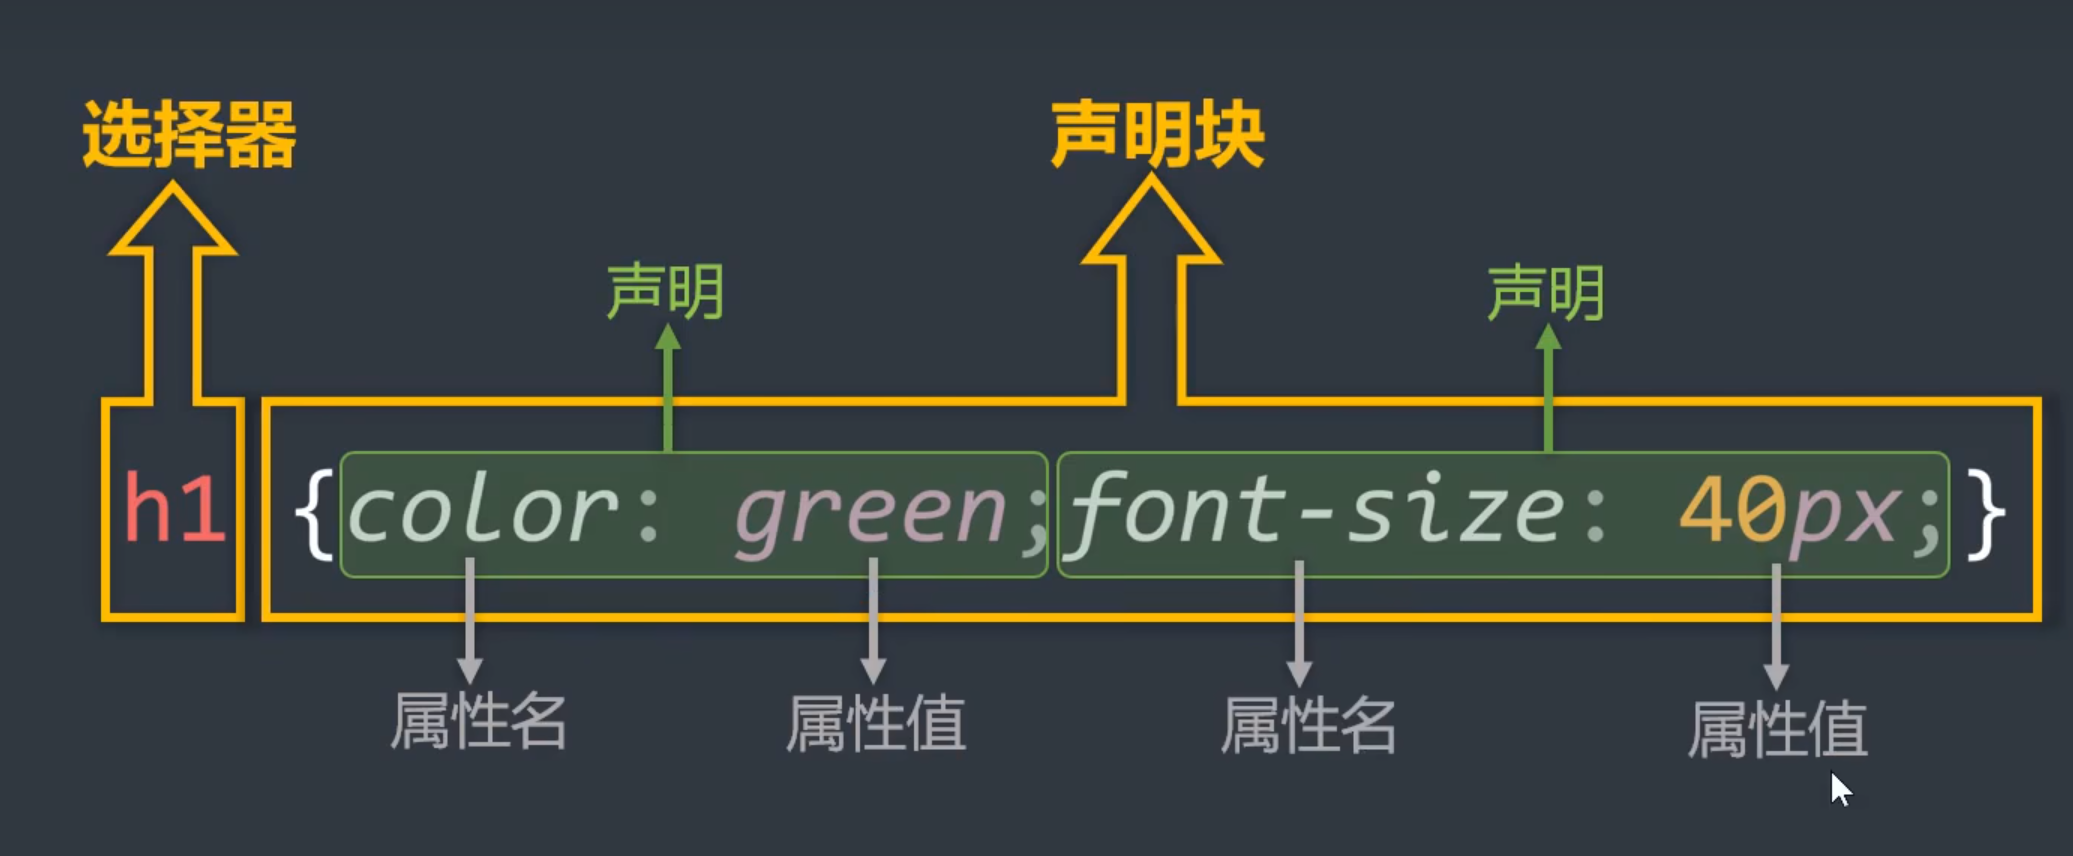 选择器 声明块
声明 声明
h1 {color: green;font-size: 40px;}
属性名 属性值 属性名 属性值